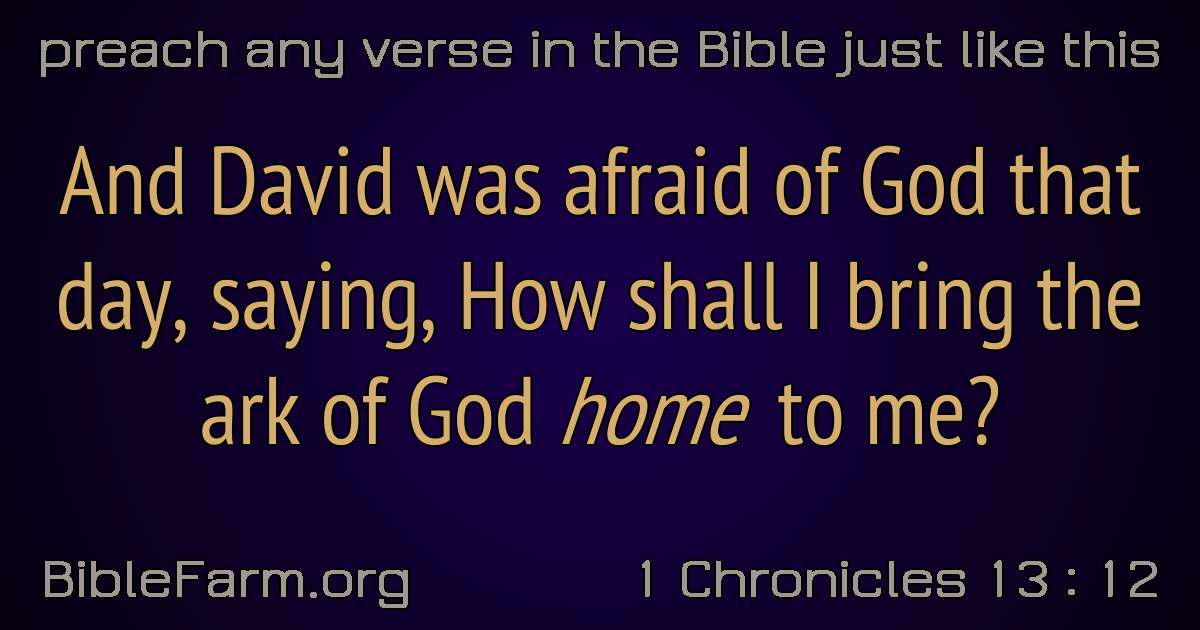 preach any verse in the Bible just like this
And David was afraid of God that
day, saying, How shall I bring the
ark of God home to me?
BibleFarm.org
1 Chronicles 13 : 12